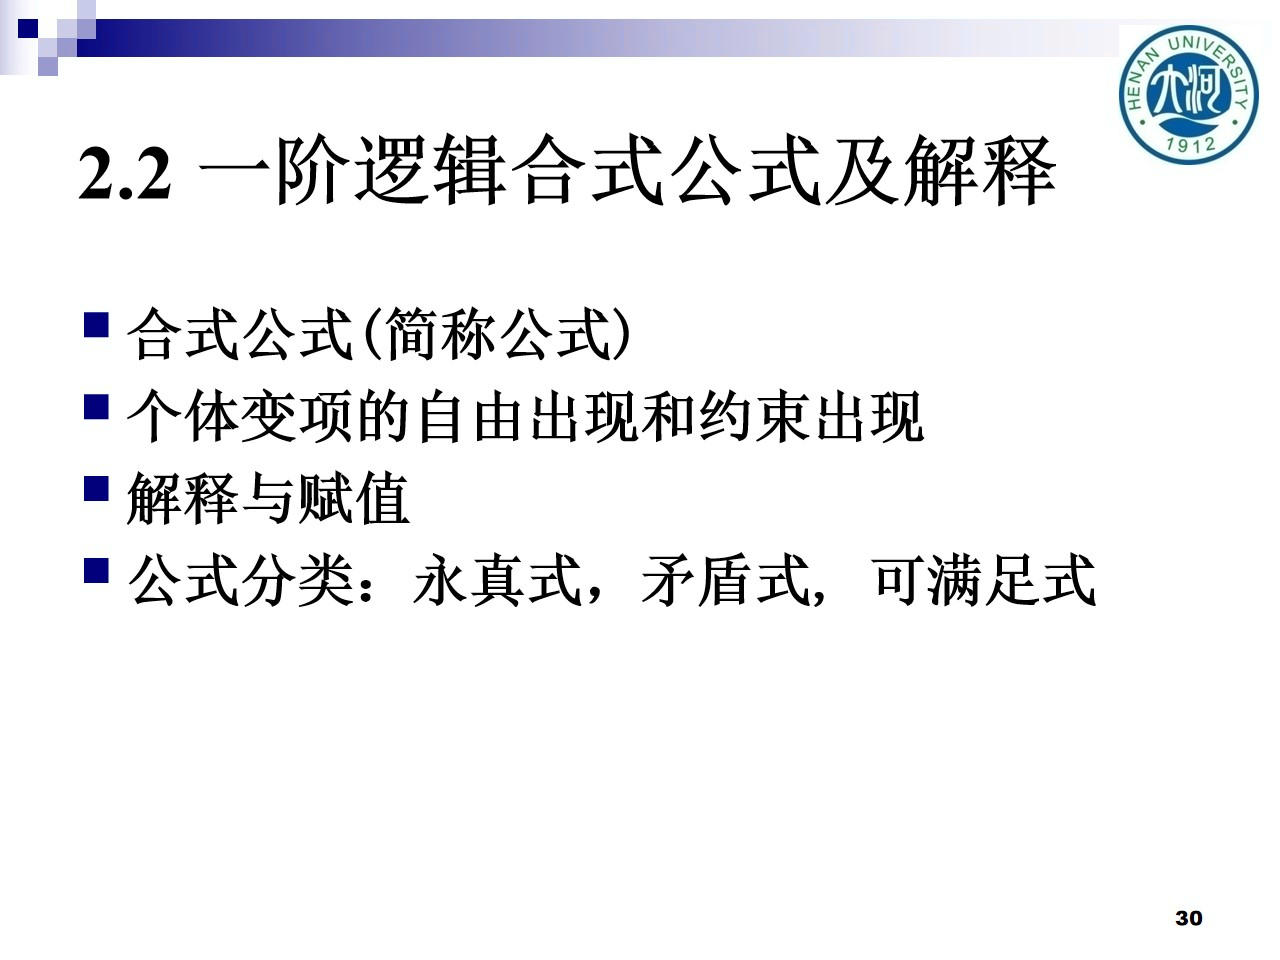 HENAN UNIVERSITY
1912
2.2 一阶逻辑合式公式及解释
合式公式(简称公式)
个体变项的自由出现和约束出现
解释与赋值
公式分类：永真式，矛盾式, 可满足式
30